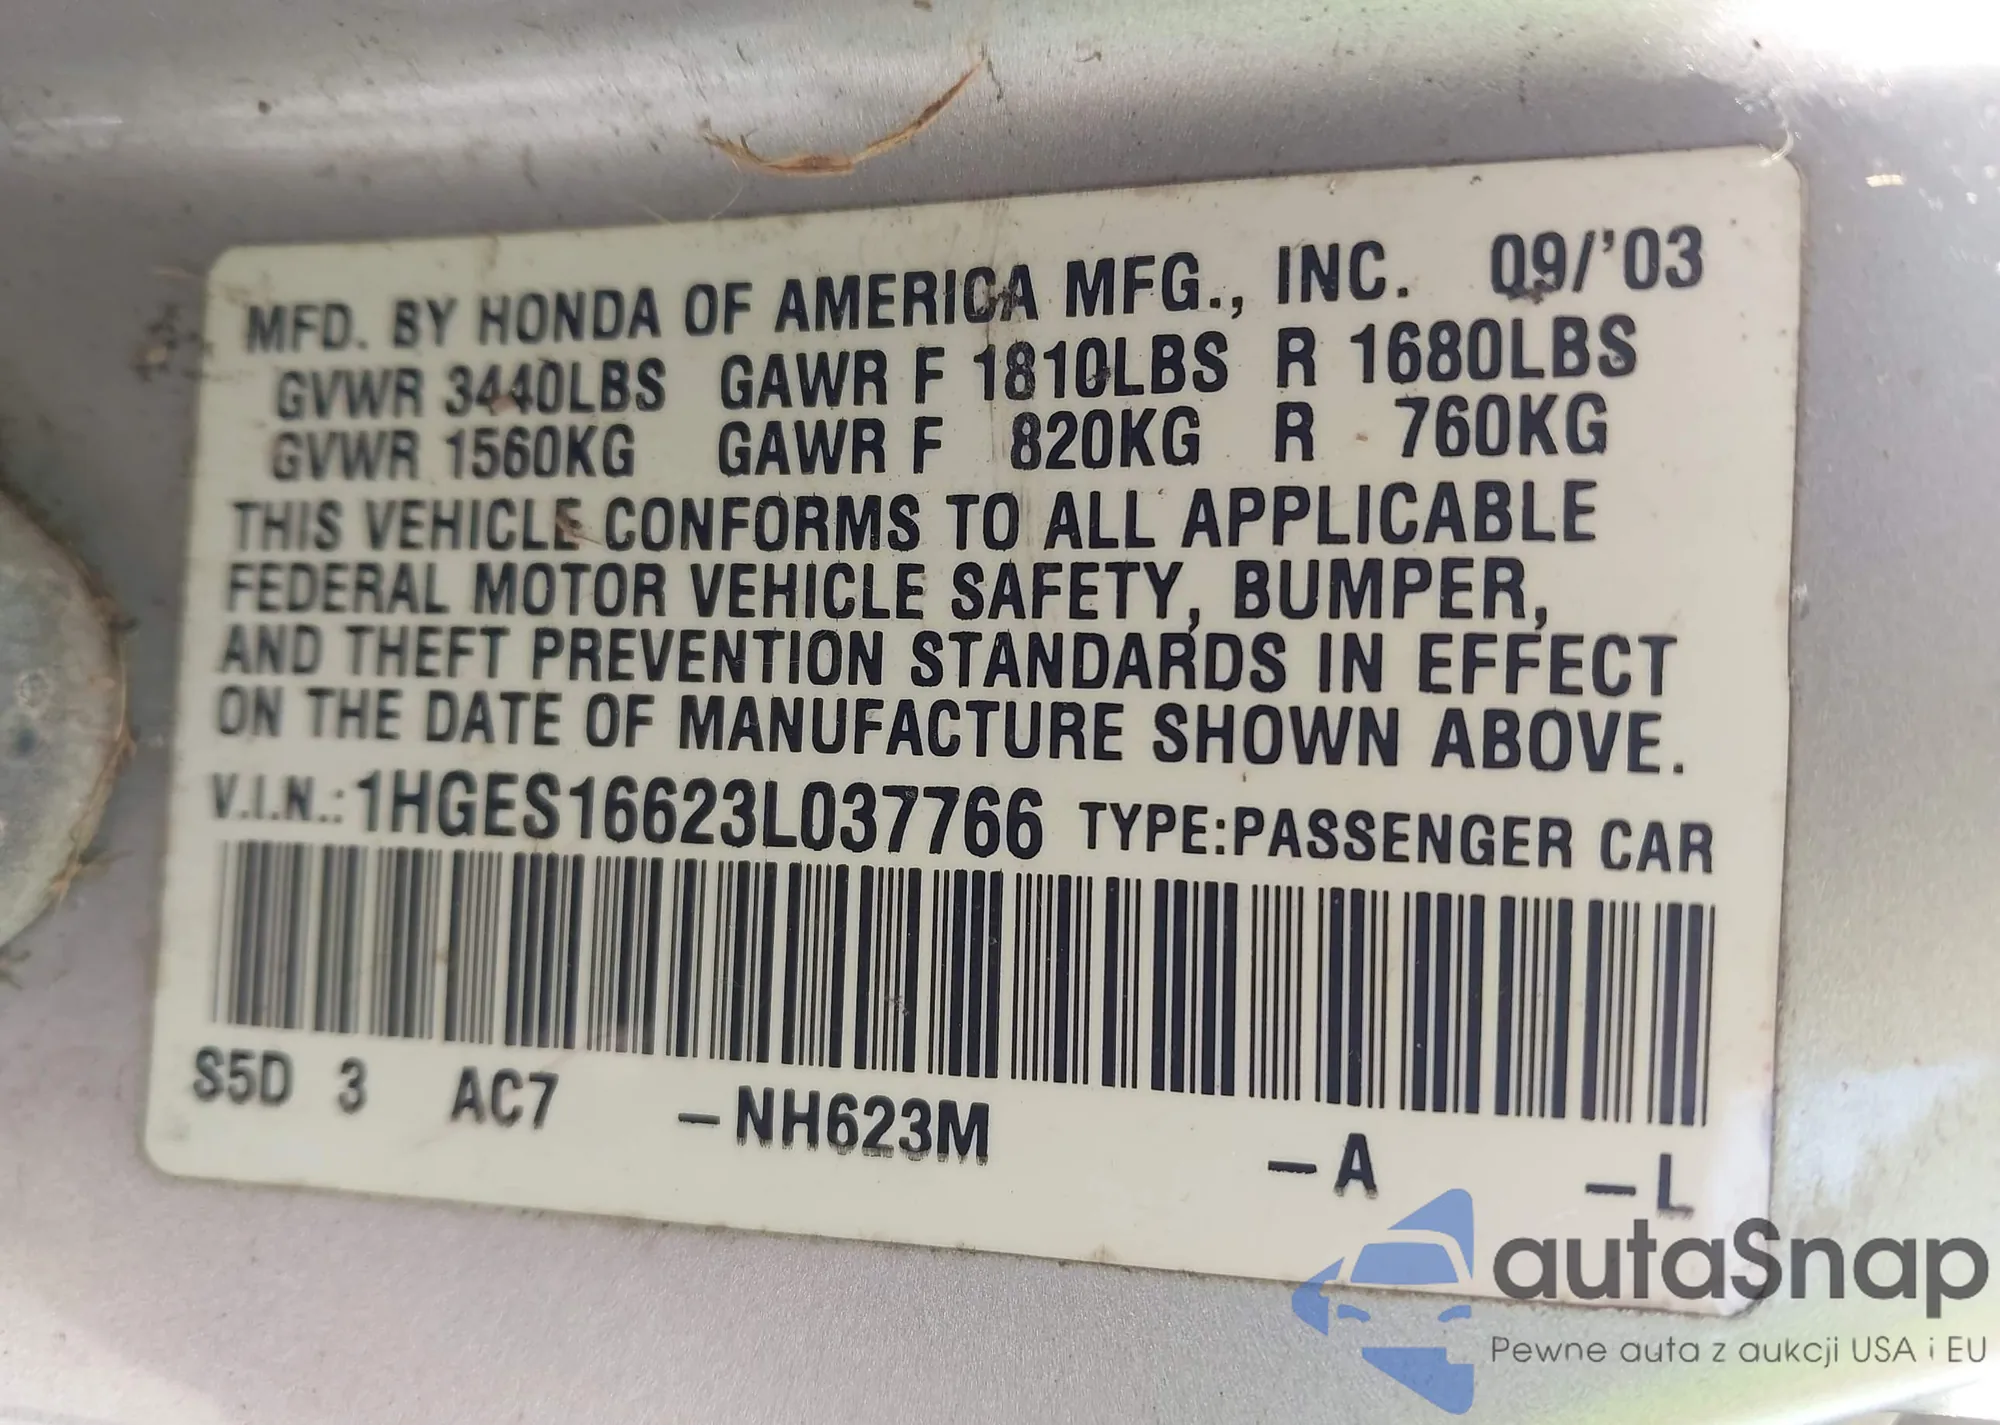 MFD. BY HONDA OF AMERICA MFG., INC. 09/'03
GVWR 3440LBS GAWR F 1810LBS R 1680LBS
GVWR 1560KG GAWR F 820KG R 760KG
THIS VEHICLE CONFORMS TO ALL APPLICABLE
FEDERAL MOTOR VEHICLE SAFETY, BUMPER,
AND THEFT PREVENTION STANDARDS IN EFFECT
ON THE DATE OF MANUFACTURE SHOWN ABOVE.
V.I.N.: 1HGES16623L037766 TYPE:PASSENGER CAR
S5D 3 AC7 –NH623M –A –L
autaSnap
Pewne auta z aukcji USA i EU